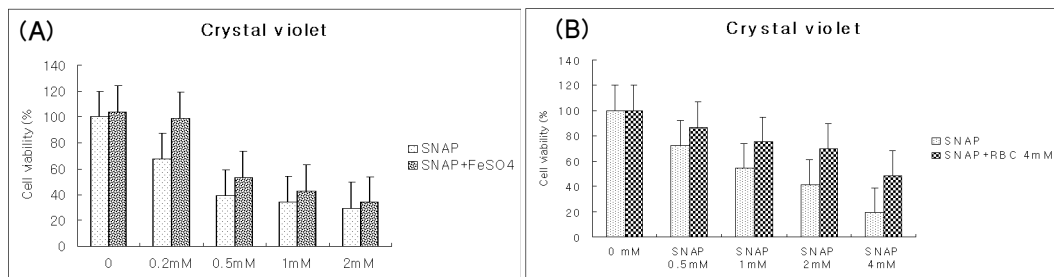 (A)
Crystal violet
140
120
100
80
60
40
20
0
Cell viability (%
0 0.2mM 0.5mM 1mM 2mM
SNAP
SNAP+FeSO4
(B)
Crystal violet
140
120
100
80
60
40
20
0
Cell viability (%
0 mM SNAP SNAP SNAP SNAP
0.5mM 1mM 2mM 4mM
SNAP
SNAP+RBC 4mM